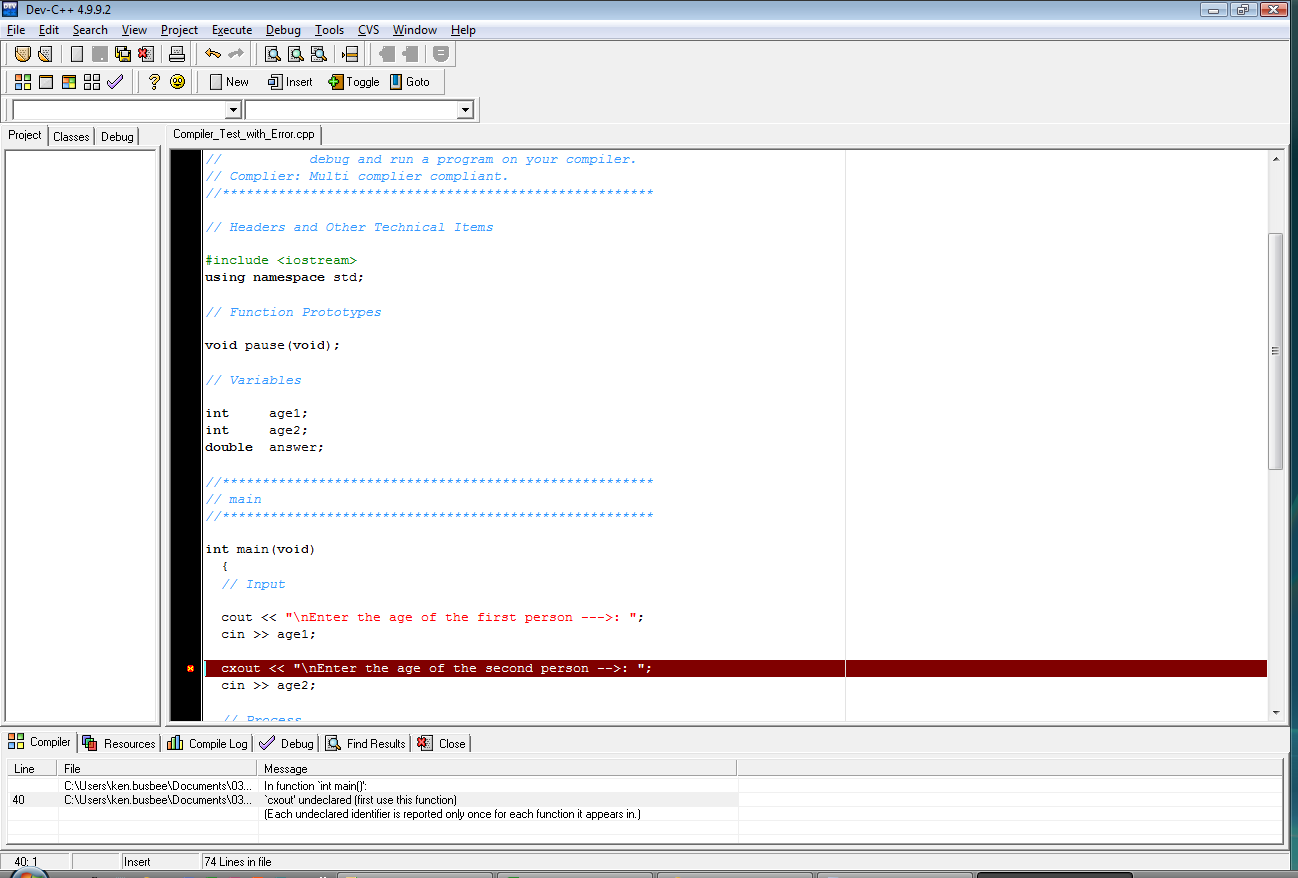 Dev-C++ 4.9.9.2
File Edit Search View Project Execute Debug Tools CVS Window Help
New Insert Toggle Goto
Project Classes Debug Compiler_Test_with_Error.cpp
// debug and run a program on your compiler.
// Complier: Multi complier compliant.
//******************************************************
// Headers and Other Technical Items
#include <iostream>
using namespace std;
// Function Prototypes
void pause(void);
// Variables
int age1;
int age2;
double answer;
//******************************************************
// main
//******************************************************
int main(void)
{
// Input
cout << "\nEnter the age of the first person --->: ";
cin >> age1;
cxout << "\nEnter the age of the second person -->: ";
cin >> age2;
// Process
Compiler Resources Compile Log Debug Find Results Close
Line File Message
C:\Users\ken.busbee\Documents\03... In function `int main()':
40 C:\Users\ken.busbee\Documents\03... `cxout' undeclared (first use this function)
(Each undeclared identifier is reported only once for each function it appears in.)
40: 1 Insert 74 Lines in file